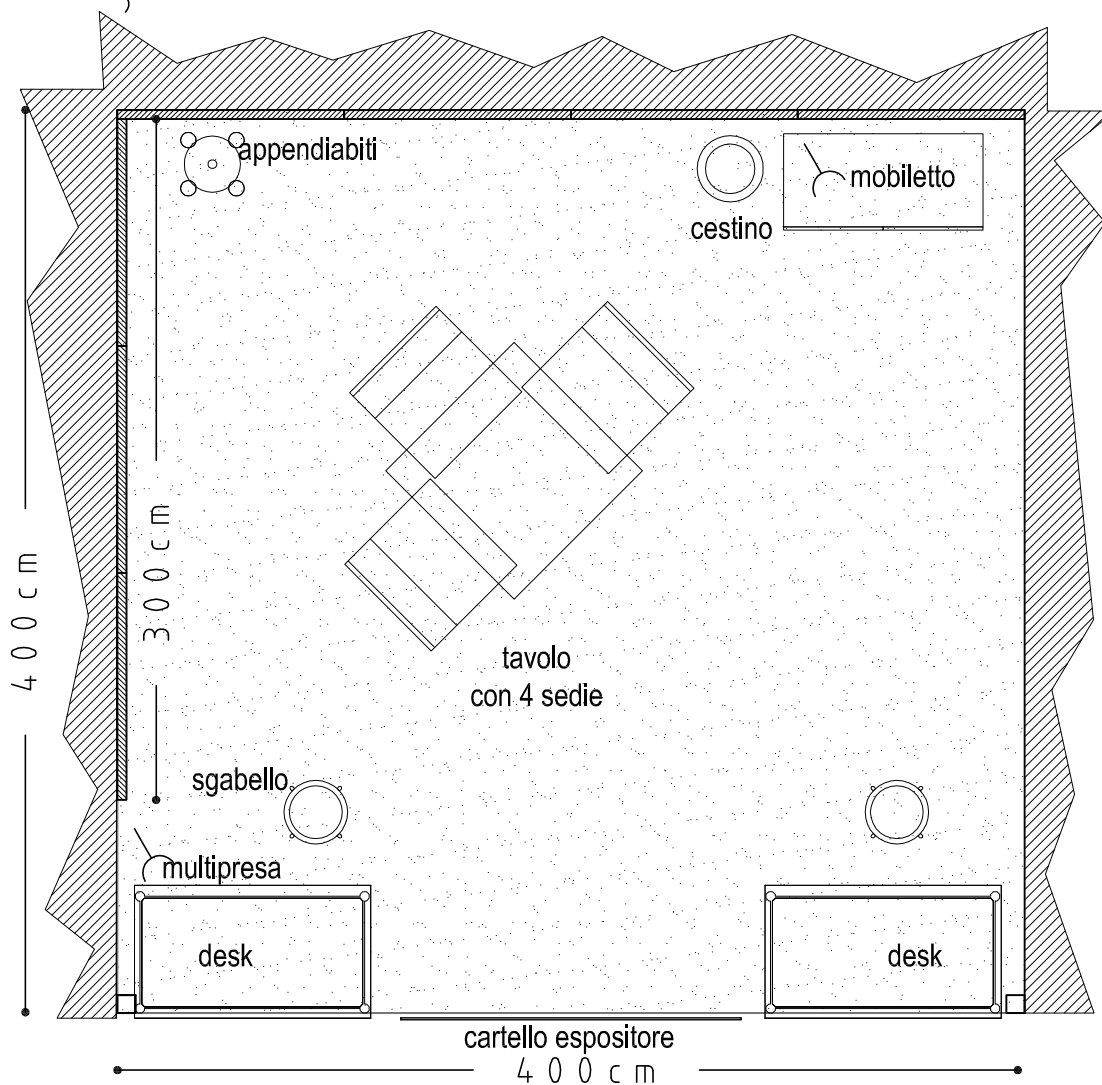 appendiabiti
mobiletto
cestino
400cm
300cm
tavolo
con 4 sedie
sgabello
multipresa
desk
desk
cartello espositore
400cm